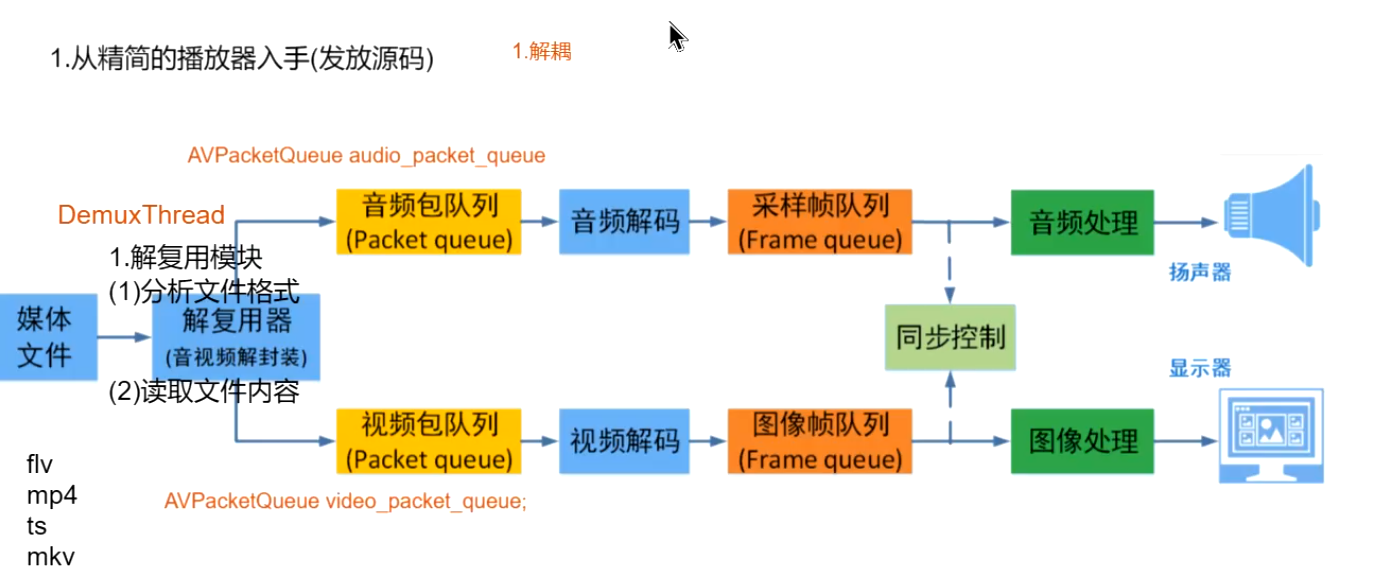 1.从精简的播放器入手(发放源码)
1.解耦
AVPacketQueue audio_packet_queue
DemuxThread
音频包队列
(Packet queue)
音频解码
采样帧队列
(Frame queue)
音频处理
扬声器
1.解复用模块
(1)分析文件格式
媒体
文件
解复用器
(音视频解封装)
(2)读取文件内容
同步控制
显示器
视频包队列
(Packet queue)
视频解码
图像帧队列
(Frame queue)
图像处理
AVPacketQueue video_packet_queue;
flv
mp4
ts
mkv